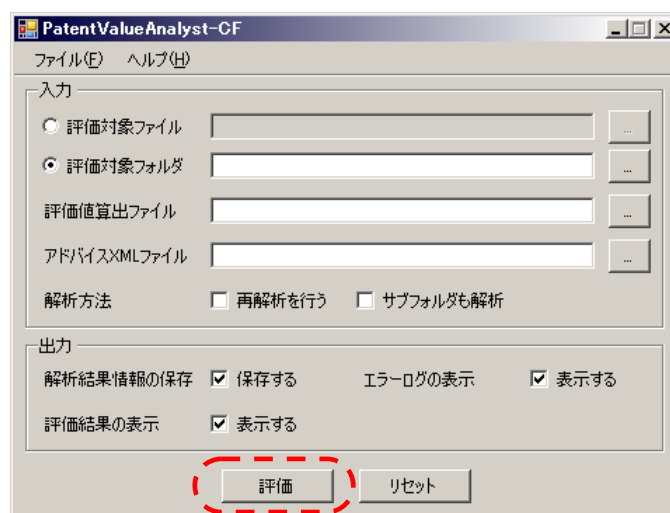 PatentValueAnalyst-CF
ファイル(F) ヘルプ(H)
入力
評価対象ファイル ...
評価対象フォルダ ...
評価値算出ファイル ...
アドバイスXMLファイル ...
解析方法 再解析を行う サブフォルダも解析
出力
解析結果情報の保存 保存する エラーログの表示 表示する
評価結果の表示 表示する
評価 リセット